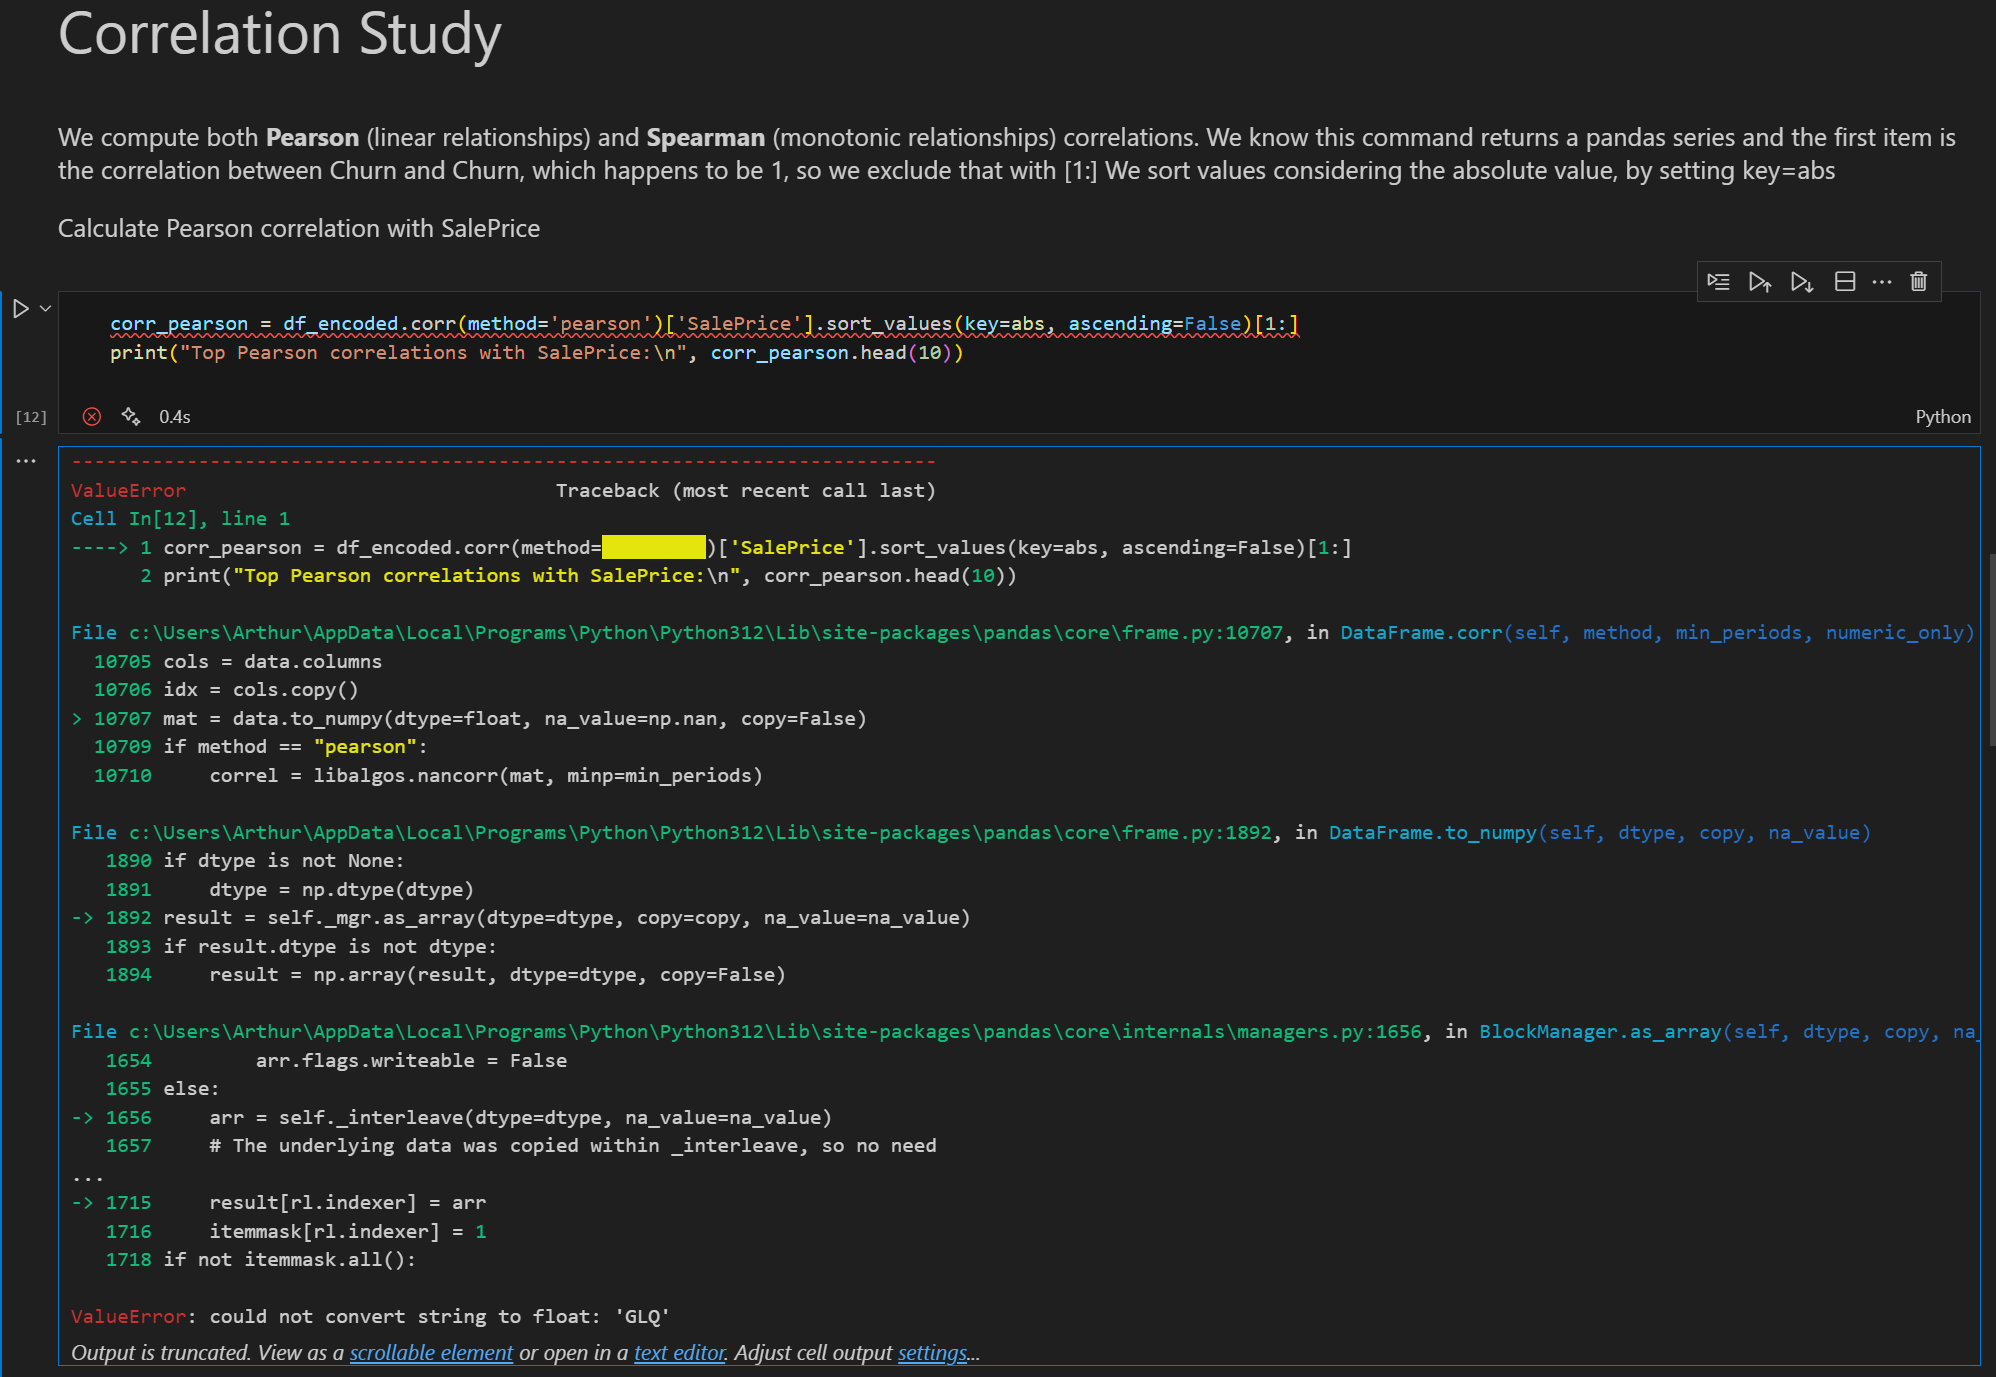 Correlation Study
We compute both Pearson (linear relationships) and Spearman (monotonic relationships) correlations. We know this command returns a pandas series and the first item is
the correlation between Churn and Churn, which happens to be 1, so we exclude that with [1:] We sort values considering the absolute value, by setting key=abs
Calculate Pearson correlation with SalePrice
corr_pearson = df_encoded.corr(method='pearson')['SalePrice'].sort_values(key=abs, ascending=False)[1:]
print("Top Pearson correlations with SalePrice:\n", corr_pearson.head(10))
[12] 0.4s Python
---------------------------------------------------------------------------
ValueError                                Traceback (most recent call last)
Cell In[12], line 1
----> 1 corr_pearson = df_encoded.corr(method=)['SalePrice'].sort_values(key=abs, ascending=False)[1:]
      2 print("Top Pearson correlations with SalePrice:\n", corr_pearson.head(10))
File c:\Users\Arthur\AppData\Local\Programs\Python\Python312\Lib\site-packages\pandas\core\frame.py:10707, in DataFrame.corr(self, method, min_periods, numeric_only)
  10705 cols = data.columns
  10706 idx = cols.copy()
> 10707 mat = data.to_numpy(dtype=float, na_value=np.nan, copy=False)
  10709 if method == "pearson":
  10710     correl = libalgos.nancorr(mat, minp=min_periods)
File c:\Users\Arthur\AppData\Local\Programs\Python\Python312\Lib\site-packages\pandas\core\frame.py:1892, in DataFrame.to_numpy(self, dtype, copy, na_value)
   1890 if dtype is not None:
   1891     dtype = np.dtype(dtype)
-> 1892 result = self._mgr.as_array(dtype=dtype, copy=copy, na_value=na_value)
   1893 if result.dtype is not dtype:
   1894     result = np.array(result, dtype=dtype, copy=False)
File c:\Users\Arthur\AppData\Local\Programs\Python\Python312\Lib\site-packages\pandas\core\internals\managers.py:1656, in BlockManager.as_array(self, dtype, copy, na_
   1654         arr.flags.writeable = False
   1655 else:
-> 1656     arr = self._interleave(dtype=dtype, na_value=na_value)
   1657     # The underlying data was copied within _interleave, so no need
...
-> 1715     result[rl.indexer] = arr
   1716     itemmask[rl.indexer] = 1
   1718 if not itemmask.all():
ValueError: could not convert string to float: 'GLQ'
Output is truncated. View as a scrollable element or open in a text editor. Adjust cell output settings...